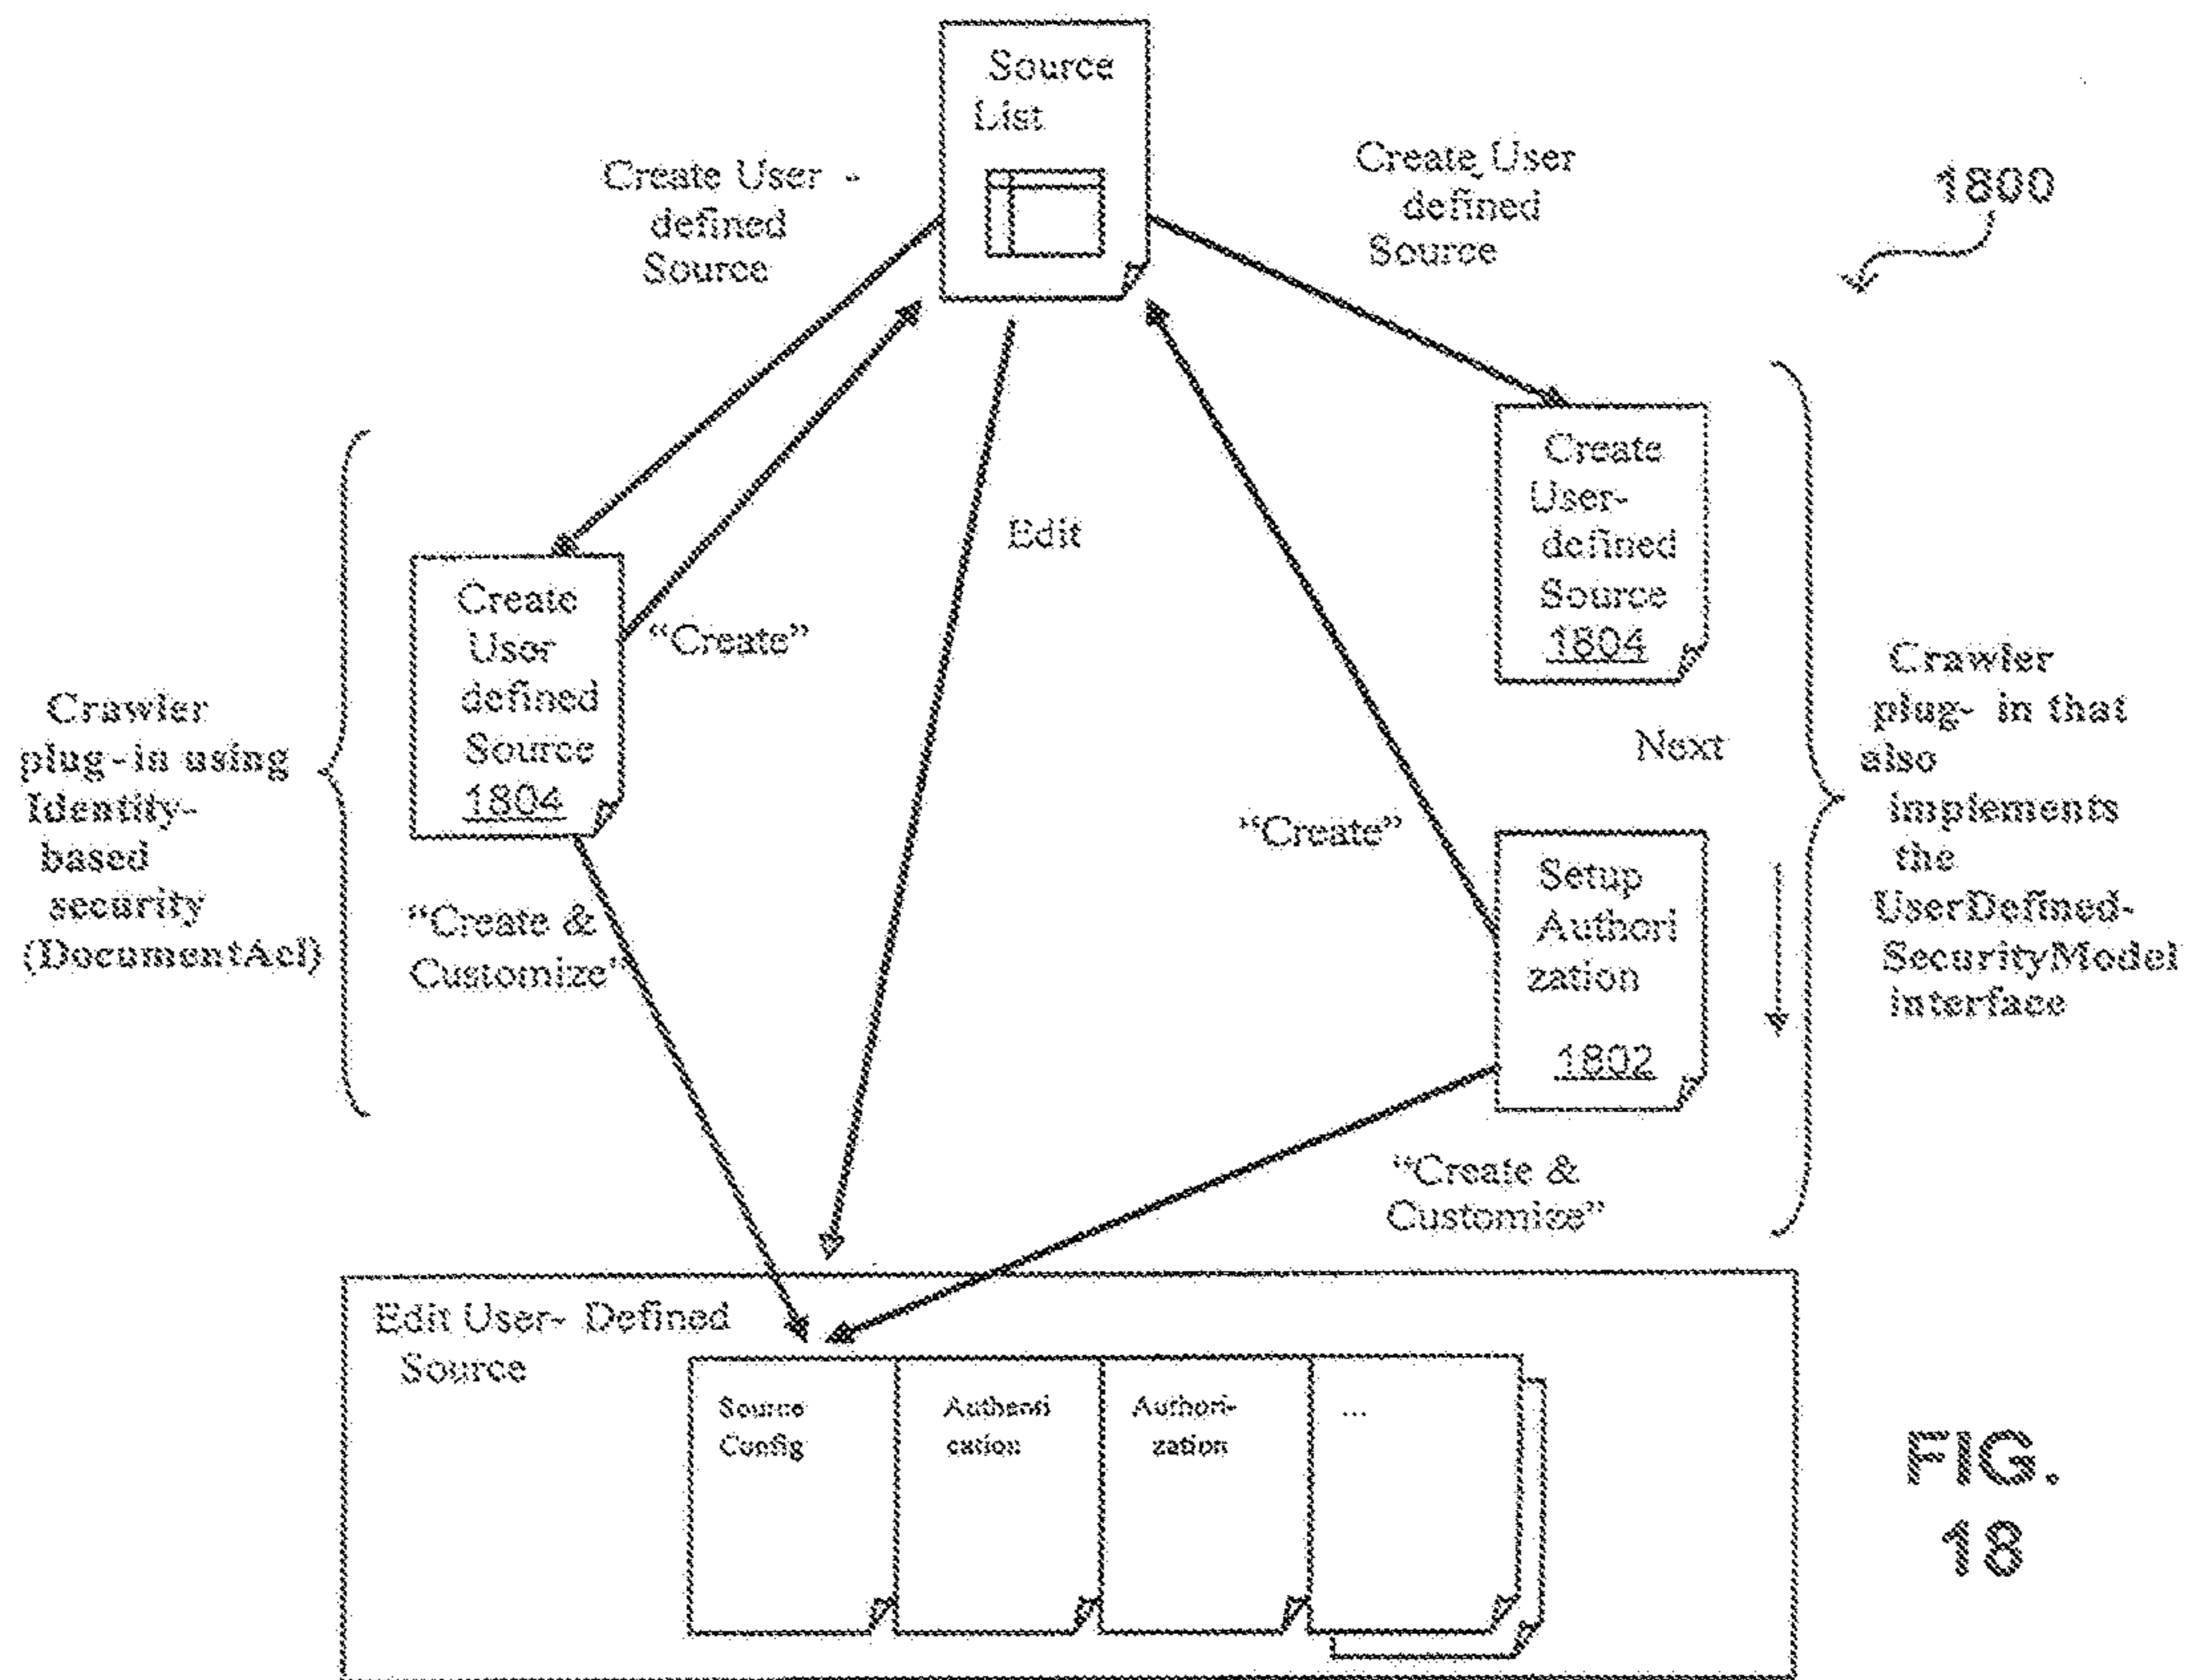 Source
List
Create User -
defined
Source
Create User
defined
Source
1800
Create
User-
defined
Source
1804
Edit
Create
User
defined
Source
1804
"Create"
Crawler
plug-in using
Identity-
based
security
(DocumentAcl)
Crawler
plug- in that
also
implements
the
UserDefined-
SecurityModel
interface
Next
"Create"
Setup
Authori
zation
1802
"Create &
Customize"
"Create &
Customize"
Edit User- Defined
Source
Source
Config
Authenti
cation
Authori-
zation
...
FIG.
18